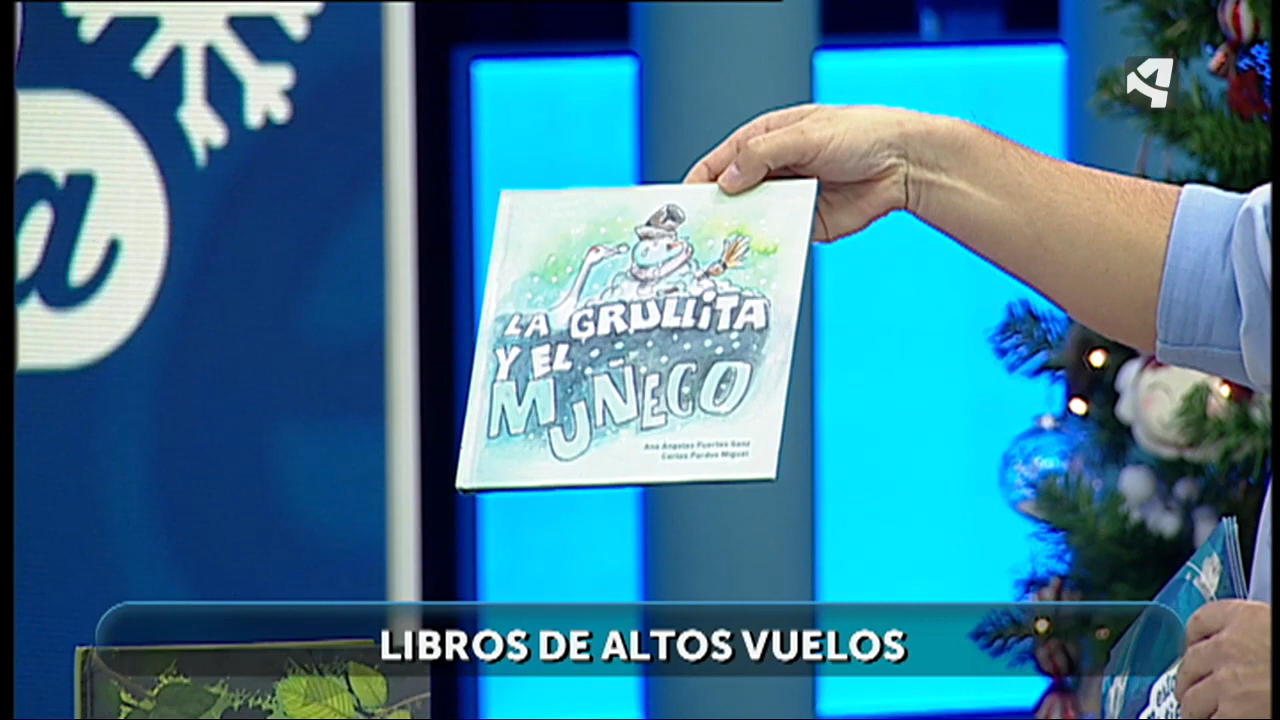 a
LA GRULLITA
Y EL
MUÑECO
Ana Ángeles Fuertes Sanz
Carlos Pardos Miguel
LIBROS DE ALTOS VUELOS